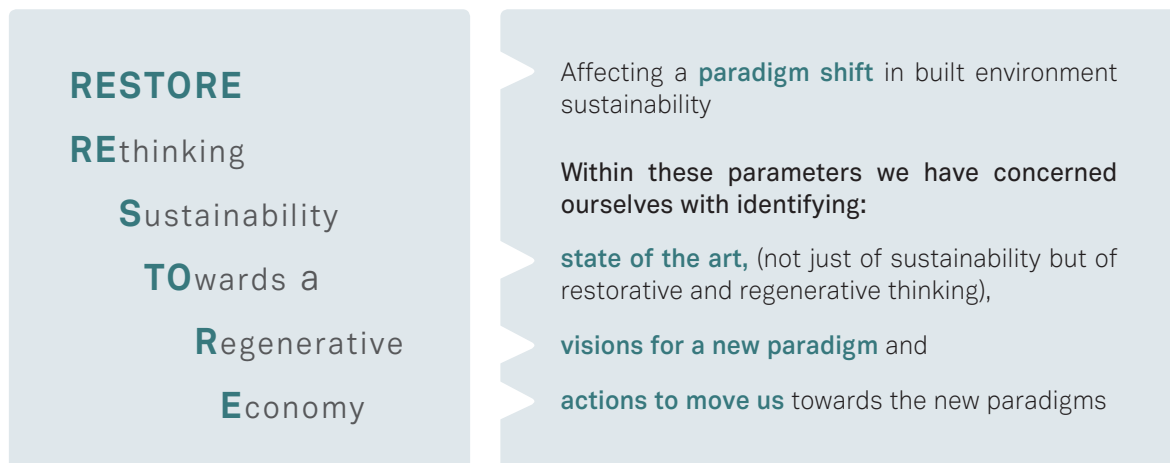 RESTORE
REthinking
Sustainability
TOwards a
Regenerative
Economy
Affecting a paradigm shift in built environment
sustainability
Within these parameters we have concerned
ourselves with identifying:
state of the art, (not just of sustainability but of
restorative and regenerative thinking),
visions for a new paradigm and
actions to move us towards the new paradigms